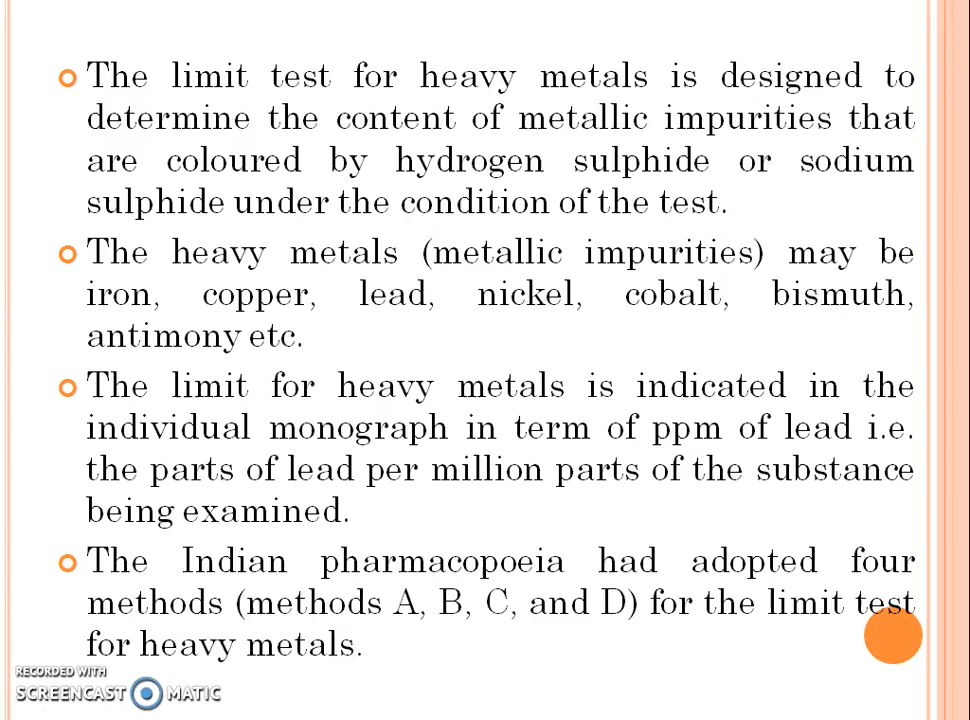 The limit test for heavy metals is designed to
determine the content of metallic impurities that
are coloured by hydrogen sulphide or sodium
sulphide under the condition of the test.
The heavy metals (metallic impurities) may be
iron, copper, lead, nickel, cobalt, bismuth,
antimony etc.
The limit for heavy metals is indicated in the
individual monograph in term of ppm of lead i.e.
the parts of lead per million parts of the substance
being examined.
The Indian pharmacopoeia had adopted four
methods (methods A, B, C, and D) for the limit test
for heavy metals.
RECORDED WITH
SCREENCAST MATIC